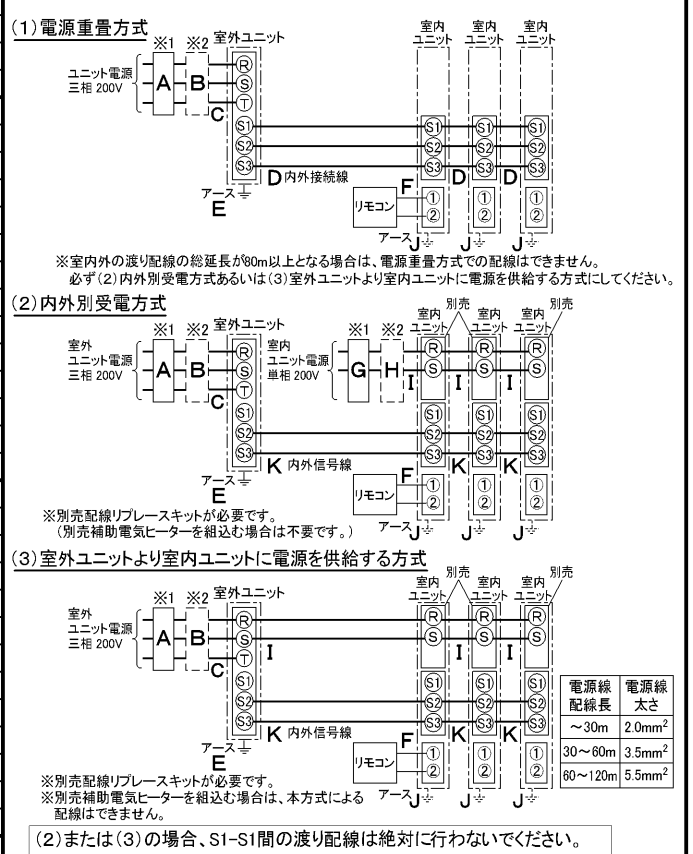 (1)電源重畳方式
※1 ※2 室外ユニット
室内ユニット 室内ユニット 室内ユニット
ユニット電源
三相 200V
A B C
R
S
T
S1 S1 S1 S1
S2 S2 S2 S2
S3 S3 S3 S3
D 内外接続線 F D D
アース
E
リモコン
① ① ①
② ② ②
アース J J J
※室内外の渡り配線の総延長が80m以上となる場合は、電源重畳方式での配線はできません。
必ず(2)内外別受電方式あるいは(3)室外ユニットより室内ユニットに電源を供給する方式にしてください。
(2)内外別受電方式
※1 ※2 室外ユニット
※1 ※2 室内ユニット 別売 室内ユニット 室内ユニット 別売
室外
ユニット電源
三相 200V
A B C
室内
ユニット電源
単相 200V
G H I I I
R R R R
S S S S
T
S1 S1 S1 S1
S2 S2 S2 S2
S3 S3 S3 S3
K 内外信号線 F K K
アース
E
リモコン
① ① ①
② ② ②
アース J J J
※別売配線リプレースキットが必要です。
(別売補助電気ヒーターを組込む場合は不要です。)
(3)室外ユニットより室内ユニットに電源を供給する方式
※1 ※2 室外ユニット
室内ユニット 別売 室内ユニット 室内ユニット 別売
室外
ユニット電源
三相 200V
A B C
R R R R
S S S S
T I I I
S1 S1 S1 S1
S2 S2 S2 S2
S3 S3 S3 S3
K 内外信号線 F K K
アース
E
リモコン
① ① ①
② ② ②
アース J J J
電源線配線長 電源線太さ
～30m 2.0mm²
30～60m 3.5mm²
60～120m 5.5mm²
※別売配線リプレースキットが必要です。
※別売補助電気ヒーターを組込む場合は、本方式による
配線はできません。
(2)または(3)の場合、S1-S1間の渡り配線は絶対に行わないでください。